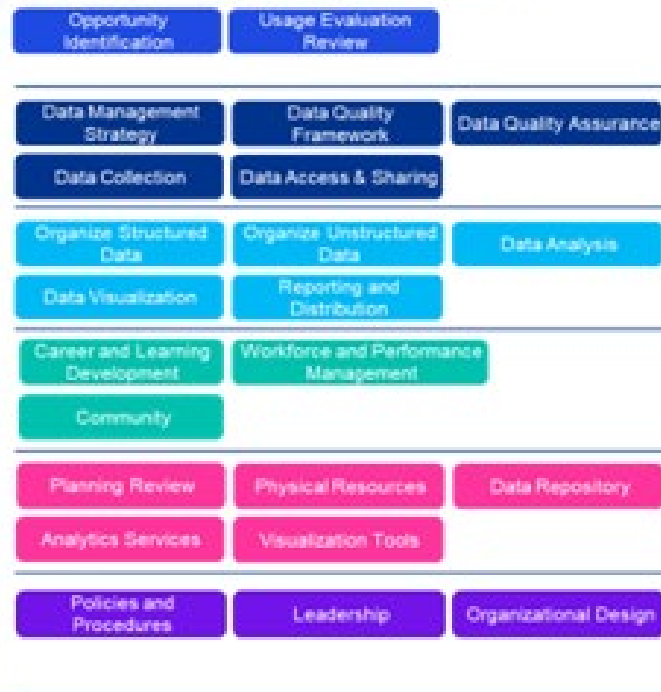 Opportunity
Identification
Usage Evaluation
Review
Data Management
Strategy
Data Quality
Framework
Data Quality Assurance
Data Collection
Data Access & Sharing
Organize Structured
Data
Organize Unstructured
Data
Data Analysis
Data Visualization
Reporting and
Distribution
Career and Learning
Development
Workforce and Performance
Management
Community
Planning Review
Physical Resources
Data Repository
Analytics Services
Visualization Tools
Policies and
Procedures
Leadership
Organizational Design